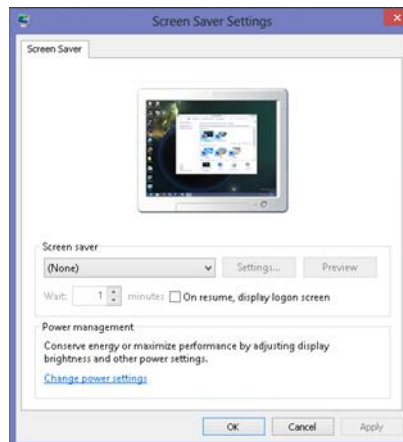 Screen Saver Settings
Screen Saver
Screen saver
(None)
Settings...
Preview
Wait: 1 minutes On resume, display logon screen
Power management
Conserve energy or maximize performance by adjusting display
brightness and other power settings.
Change power settings
OK Cancel Apply